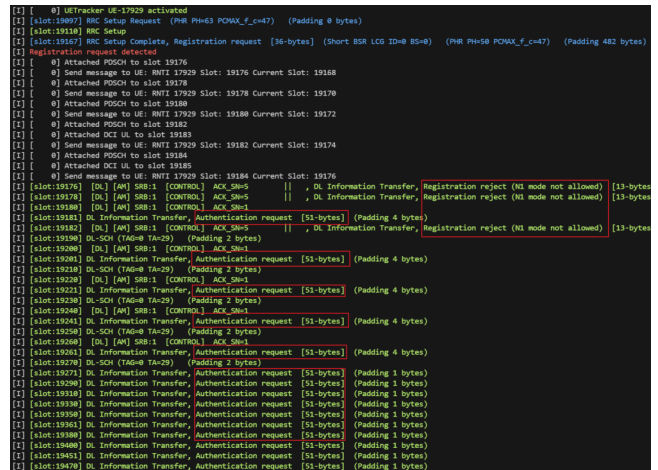 [I] [    0] UETracker UE-17929 activated
[I] [slot:19097] RRC Setup Request  (PHR PH=63 PCMAX_f_c=47)   (Padding 0 bytes)
[I] [slot:19110] RRC Setup
[I] [slot:19167] RRC Setup Complete, Registration request  [36-bytes]  (Short BSR LCG ID=0 BS=0)   (PHR PH=50 PCMAX_f_c=47)   (Padding 482 bytes)
[I] Registration request detected
[I] [    0] Attached PDSCH to slot 19176
[I] [    0] Send message to UE: RNTI 17929 Slot: 19176 Current Slot: 19168
[I] [    0] Attached PDSCH to slot 19178
[I] [    0] Send message to UE: RNTI 17929 Slot: 19178 Current Slot: 19170
[I] [    0] Attached PDSCH to slot 19180
[I] [    0] Send message to UE: RNTI 17929 Slot: 19180 Current Slot: 19172
[I] [    0] Attached PDSCH to slot 19182
[I] [    0] Attached DCI UL to slot 19183
[I] [    0] Send message to UE: RNTI 17929 Slot: 19182 Current Slot: 19174
[I] [    0] Attached PDSCH to slot 19184
[I] [    0] Attached DCI UL to slot 19185
[I] [    0] Send message to UE: RNTI 17929 Slot: 19184 Current Slot: 19176
[I] [slot:19176]  [DL] [AM] SRB:1  [CONTROL]  ACK_SN=5      ||   , DL Information Transfer, Registration reject (N1 mode not allowed)  [13-bytes
[I] [slot:19178]  [DL] [AM] SRB:1  [CONTROL]  ACK_SN=5      ||   , DL Information Transfer, Registration reject (N1 mode not allowed)  [13-bytes
[I] [slot:19180]  [DL] [AM] SRB:1  [CONTROL]  ACK_SN=1
[I] [slot:19181] DL Information Transfer, Authentication request  [51-bytes]  (Padding 4 bytes)
[I] [slot:19182]  [DL] [AM] SRB:1  [CONTROL]  ACK_SN=5      ||   , DL Information Transfer, Registration reject (N1 mode not allowed)  [13-bytes
[I] [slot:19190] DL-SCH (TAG=0 TA=29)   (Padding 2 bytes)
[I] [slot:19200]  [DL] [AM] SRB:1  [CONTROL]  ACK_SN=1
[I] [slot:19201] DL Information Transfer, Authentication request  [51-bytes]  (Padding 4 bytes)
[I] [slot:19210] DL-SCH (TAG=0 TA=29)   (Padding 2 bytes)
[I] [slot:19220]  [DL] [AM] SRB:1  [CONTROL]  ACK_SN=1
[I] [slot:19221] DL Information Transfer, Authentication request  [51-bytes]  (Padding 4 bytes)
[I] [slot:19230] DL-SCH (TAG=0 TA=29)   (Padding 2 bytes)
[I] [slot:19240]  [DL] [AM] SRB:1  [CONTROL]  ACK_SN=1
[I] [slot:19241] DL Information Transfer, Authentication request  [51-bytes]  (Padding 4 bytes)
[I] [slot:19250] DL-SCH (TAG=0 TA=29)   (Padding 2 bytes)
[I] [slot:19260]  [DL] [AM] SRB:1  [CONTROL]  ACK_SN=1
[I] [slot:19261] DL Information Transfer, Authentication request  [51-bytes]  (Padding 4 bytes)
[I] [slot:19270] DL-SCH (TAG=0 TA=29)   (Padding 2 bytes)
[I] [slot:19271] DL Information Transfer, Authentication request  [51-bytes]  (Padding 1 bytes)
[I] [slot:19290] DL Information Transfer, Authentication request  [51-bytes]  (Padding 1 bytes)
[I] [slot:19310] DL Information Transfer, Authentication request  [51-bytes]  (Padding 1 bytes)
[I] [slot:19330] DL Information Transfer, Authentication request  [51-bytes]  (Padding 1 bytes)
[I] [slot:19350] DL Information Transfer, Authentication request  [51-bytes]  (Padding 1 bytes)
[I] [slot:19361] DL Information Transfer, Authentication request  [51-bytes]  (Padding 1 bytes)
[I] [slot:19380] DL Information Transfer, Authentication request  [51-bytes]  (Padding 1 bytes)
[I] [slot:19400] DL Information Transfer, Authentication request  [51-bytes]  (Padding 1 bytes)
[I] [slot:19451] DL Information Transfer, Authentication request  [51-bytes]  (Padding 1 bytes)
[I] [slot:19470] DL Information Transfer, Authentication request  [51-bytes]  (Padding 1 bytes)